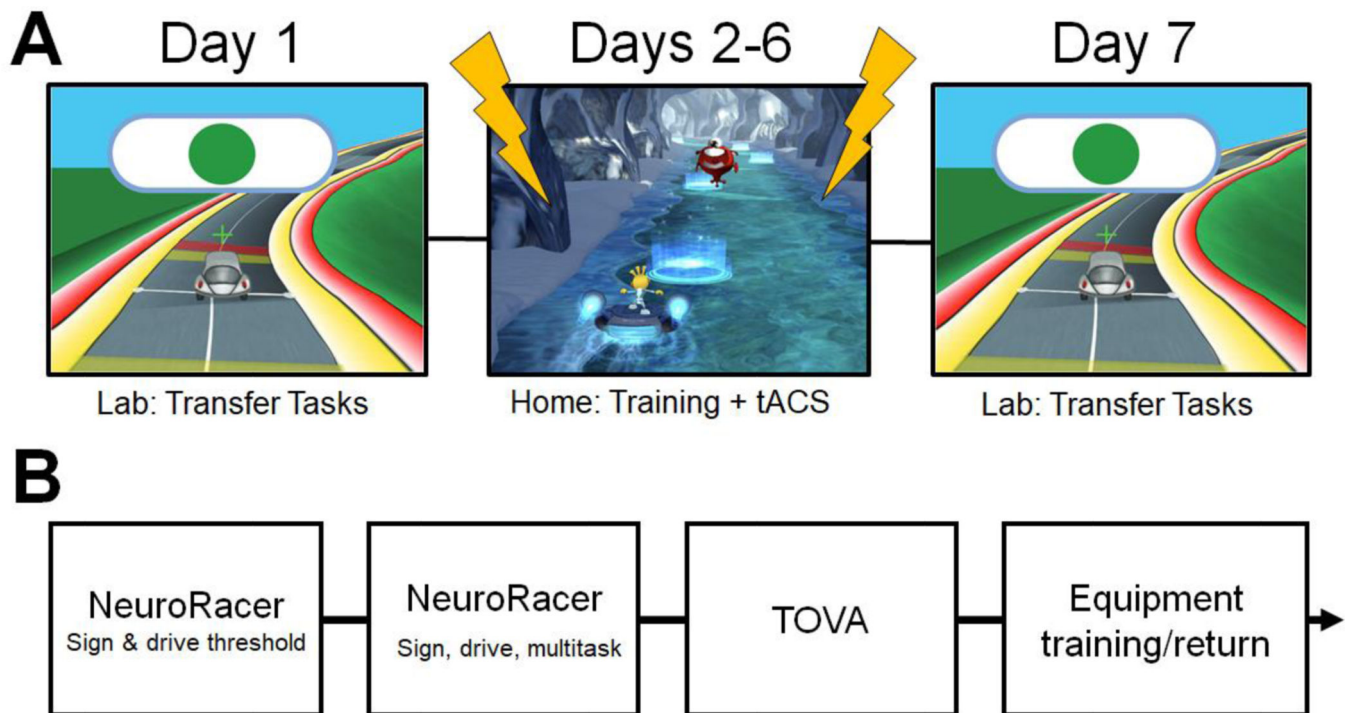 A
Day 1
Days 2-6
Day 7
Lab: Transfer Tasks
Home: Training + tACS
Lab: Transfer Tasks
B
NeuroRacer
Sign & drive threshold
NeuroRacer
Sign, drive, multitask
TOVA
Equipment
training/return